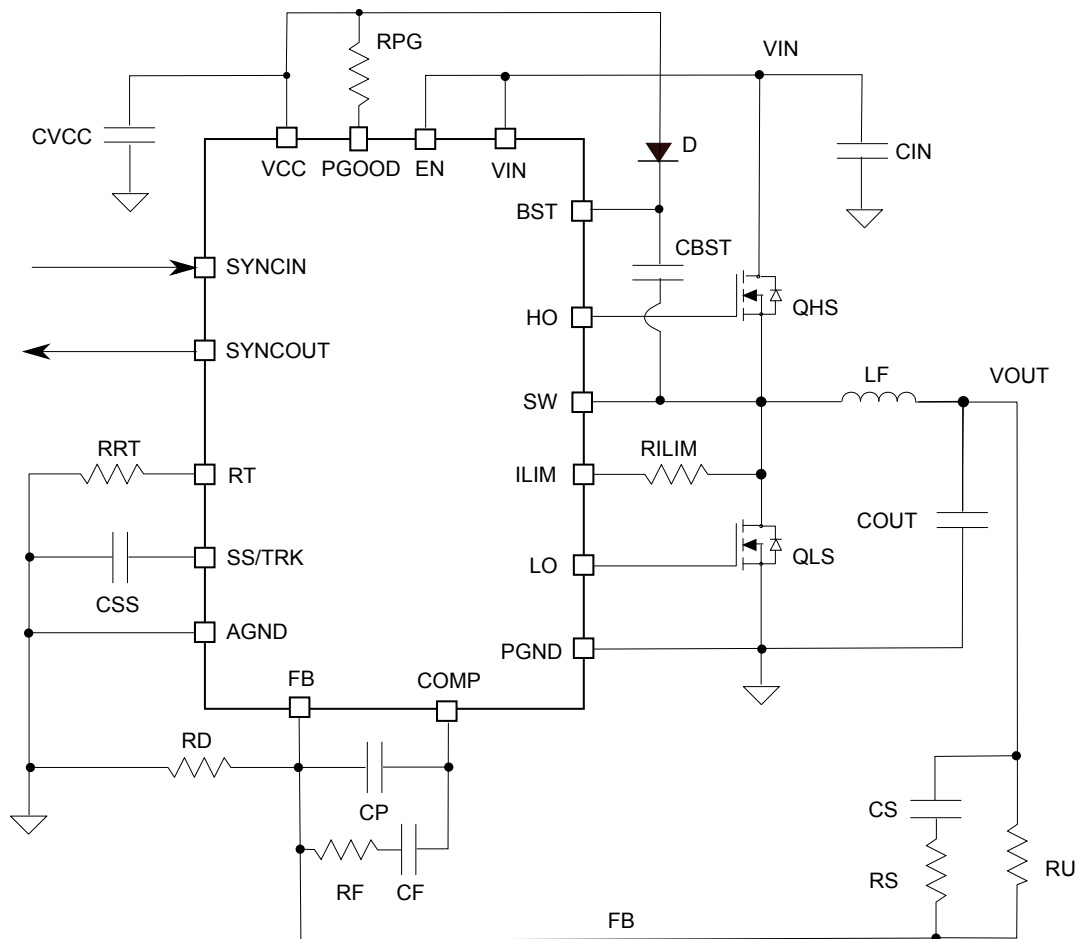 RPG
VIN
CVCC
VCC
PGOOD
EN
VIN
D
CIN
BST
CBST
SYNCIN
HO
QHS
SYNCOUT
LF
VOUT
SW
RRT
RT
ILIM
RILIM
COUT
SS/TRK
LO
QLS
CSS
AGND
PGND
FB
COMP
RD
CP
CS
RF
CF
RS
RU
FB